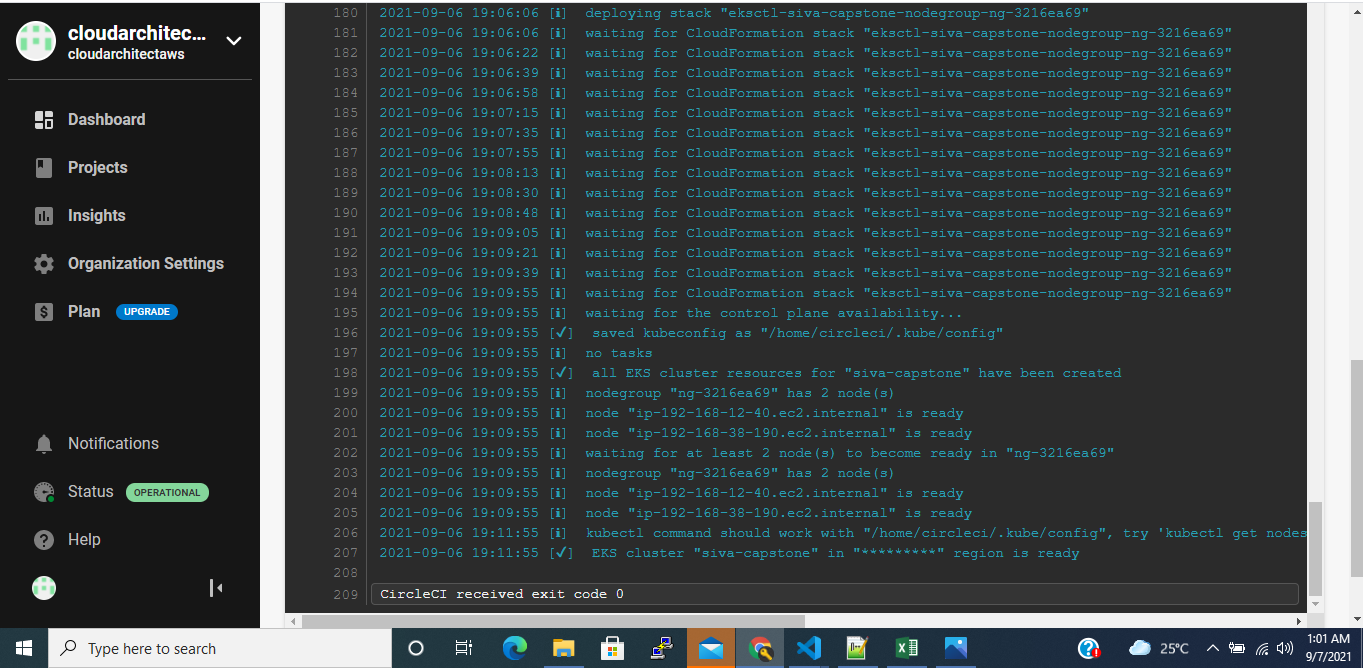 cloudarchitec...
cloudarchitectaws
Dashboard
Projects
Insights
Organization Settings
Plan UPGRADE
Notifications
Status OPERATIONAL
Help
180 2021-09-06 19:06:06 [ℹ] deploying stack "eksctl-siva-capstone-nodegroup-ng-3216ea69"
181 2021-09-06 19:06:06 [ℹ] waiting for CloudFormation stack "eksctl-siva-capstone-nodegroup-ng-3216ea69"
182 2021-09-06 19:06:22 [ℹ] waiting for CloudFormation stack "eksctl-siva-capstone-nodegroup-ng-3216ea69"
183 2021-09-06 19:06:39 [ℹ] waiting for CloudFormation stack "eksctl-siva-capstone-nodegroup-ng-3216ea69"
184 2021-09-06 19:06:58 [ℹ] waiting for CloudFormation stack "eksctl-siva-capstone-nodegroup-ng-3216ea69"
185 2021-09-06 19:07:15 [ℹ] waiting for CloudFormation stack "eksctl-siva-capstone-nodegroup-ng-3216ea69"
186 2021-09-06 19:07:35 [ℹ] waiting for CloudFormation stack "eksctl-siva-capstone-nodegroup-ng-3216ea69"
187 2021-09-06 19:07:55 [ℹ] waiting for CloudFormation stack "eksctl-siva-capstone-nodegroup-ng-3216ea69"
188 2021-09-06 19:08:13 [ℹ] waiting for CloudFormation stack "eksctl-siva-capstone-nodegroup-ng-3216ea69"
189 2021-09-06 19:08:30 [ℹ] waiting for CloudFormation stack "eksctl-siva-capstone-nodegroup-ng-3216ea69"
190 2021-09-06 19:08:48 [ℹ] waiting for CloudFormation stack "eksctl-siva-capstone-nodegroup-ng-3216ea69"
191 2021-09-06 19:09:05 [ℹ] waiting for CloudFormation stack "eksctl-siva-capstone-nodegroup-ng-3216ea69"
192 2021-09-06 19:09:21 [ℹ] waiting for CloudFormation stack "eksctl-siva-capstone-nodegroup-ng-3216ea69"
193 2021-09-06 19:09:39 [ℹ] waiting for CloudFormation stack "eksctl-siva-capstone-nodegroup-ng-3216ea69"
194 2021-09-06 19:09:55 [ℹ] waiting for CloudFormation stack "eksctl-siva-capstone-nodegroup-ng-3216ea69"
195 2021-09-06 19:09:55 [ℹ] waiting for the control plane availability...
196 2021-09-06 19:09:55 [✔] saved kubeconfig as "/home/circleci/.kube/config"
197 2021-09-06 19:09:55 [ℹ] no tasks
198 2021-09-06 19:09:55 [✔] all EKS cluster resources for "siva-capstone" have been created
199 2021-09-06 19:09:55 [ℹ] nodegroup "ng-3216ea69" has 2 node(s)
200 2021-09-06 19:09:55 [ℹ] node "ip-192-168-12-40.ec2.internal" is ready
201 2021-09-06 19:09:55 [ℹ] node "ip-192-168-38-190.ec2.internal" is ready
202 2021-09-06 19:09:55 [ℹ] waiting for at least 2 node(s) to become ready in "ng-3216ea69"
203 2021-09-06 19:09:55 [ℹ] nodegroup "ng-3216ea69" has 2 node(s)
204 2021-09-06 19:09:55 [ℹ] node "ip-192-168-12-40.ec2.internal" is ready
205 2021-09-06 19:09:55 [ℹ] node "ip-192-168-38-190.ec2.internal" is ready
206 2021-09-06 19:11:55 [ℹ] kubectl command should work with "/home/circleci/.kube/config", try 'kubectl get nodes
207 2021-09-06 19:11:55 [✔] EKS cluster "siva-capstone" in "*********" region is ready
208
209 CircleCI received exit code 0
Type here to search
25°C
1:01 AM
9/7/2021